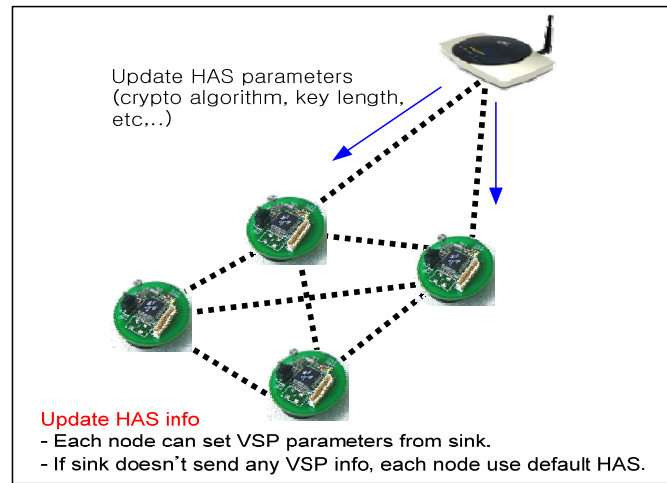 Update HAS parameters
(crypto algorithm, key length,
etc,..)
Update HAS info
- Each node can set VSP parameters from sink.
- If sink doesn't send any VSP info, each node use default HAS.